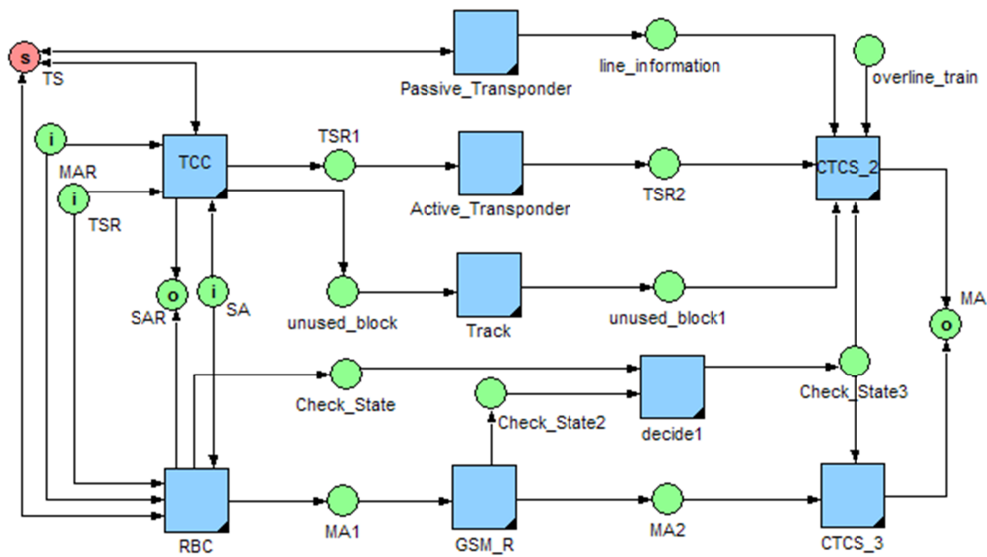 s
TS
Passive_Transponder
line_information
overline_train
i
MAR
i
TSR
TCC
TSR1
Active_Transponder
TSR2
CTCS_2
o
SAR
i
SA
unused_block
Track
unused_block1
MA
o
Check_State
Check_State2
decide1
Check_State3
RBC
MA1
GSM_R
MA2
CTCS_3